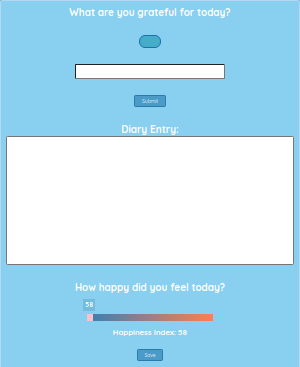 What are you grateful for today?
Submit
Diary Entry:
How happy did you feel today?
58
Happiness Index: 58
Save